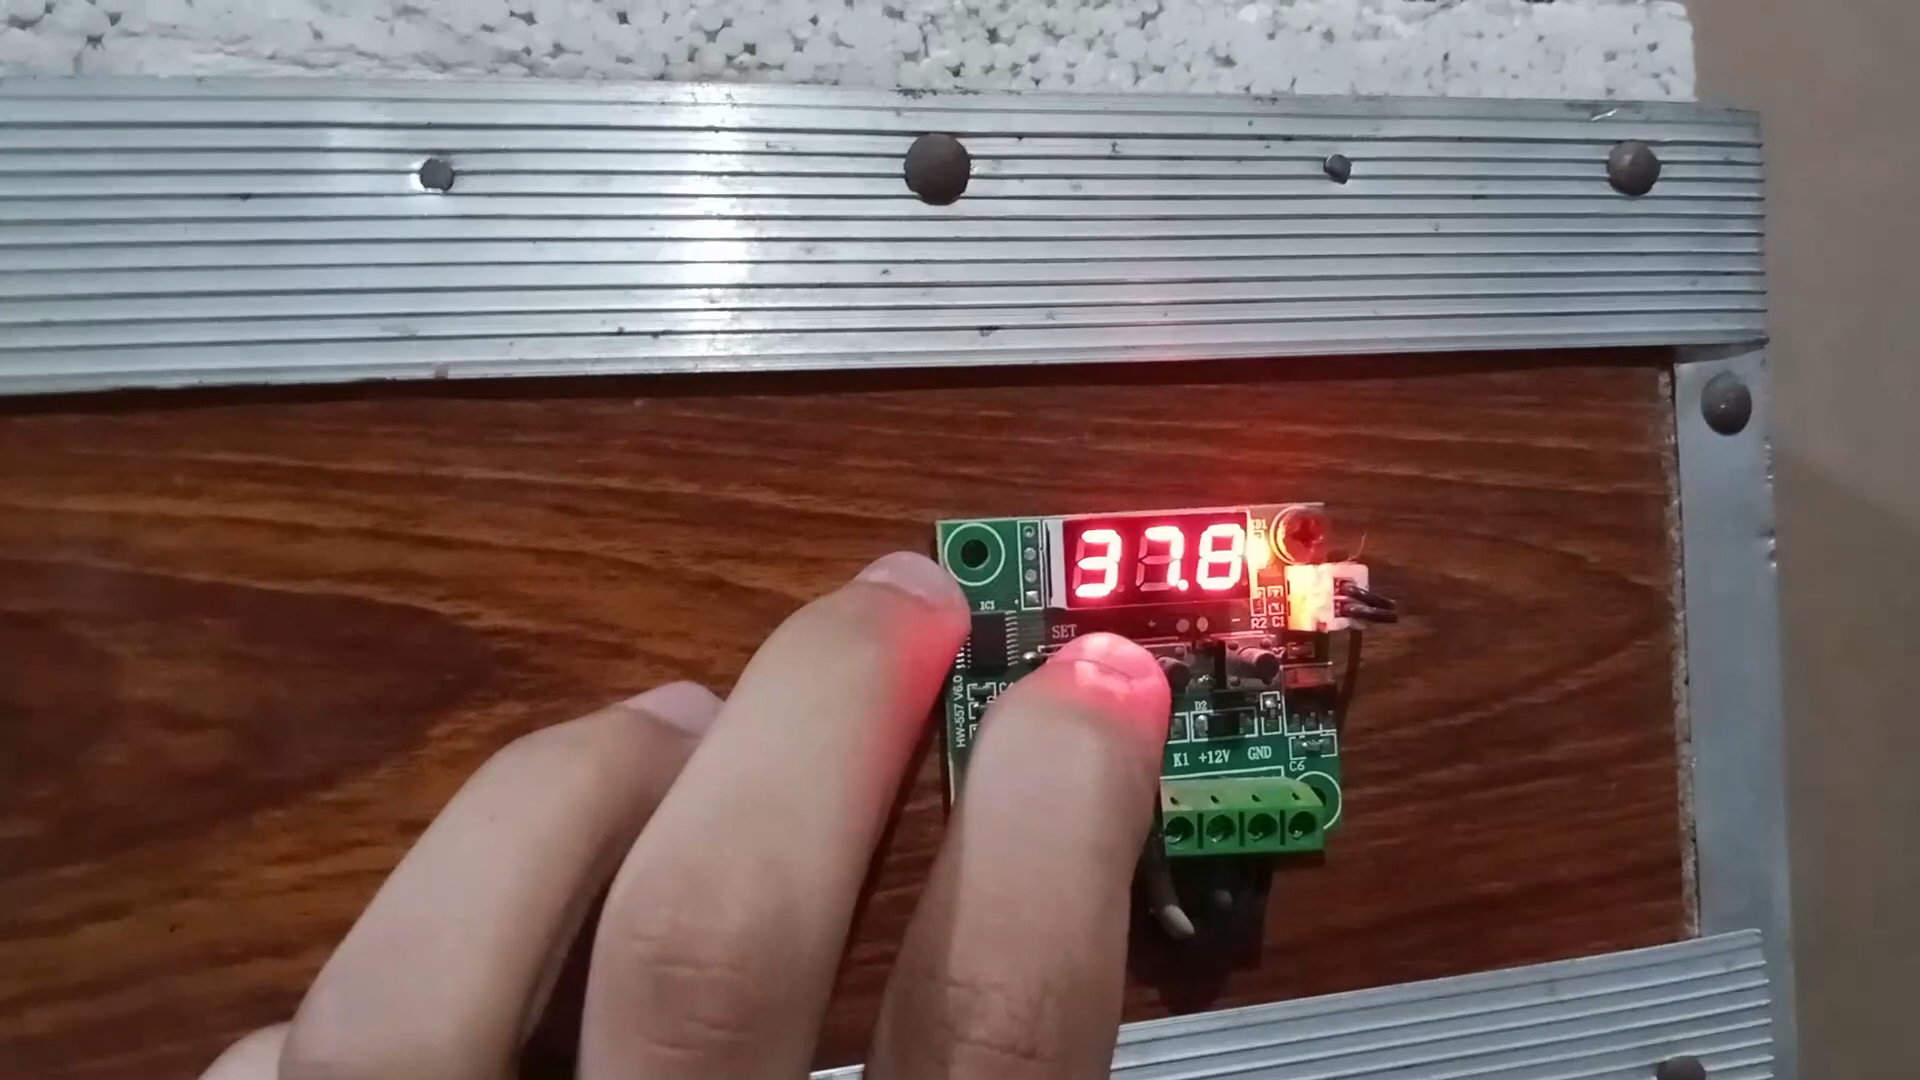 37.8
IC1
SET
+
-
R2 C1
HW-557 V6.0
D2
K1 +12V GND
C6